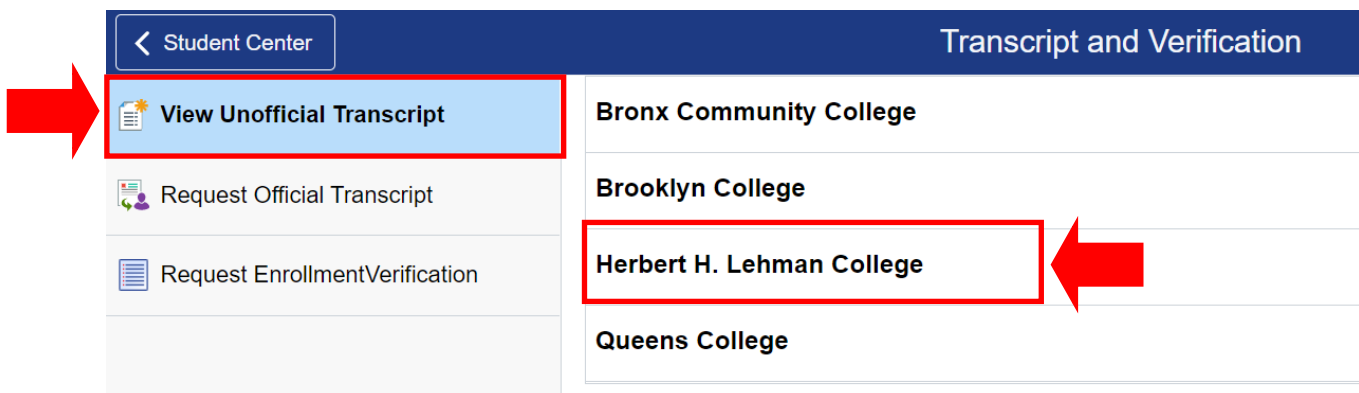 Student Center
Transcript and Verification
View Unofficial Transcript
Request Official Transcript
Request EnrollmentVerification
Bronx Community College
Brooklyn College
Herbert H. Lehman College
Queens College